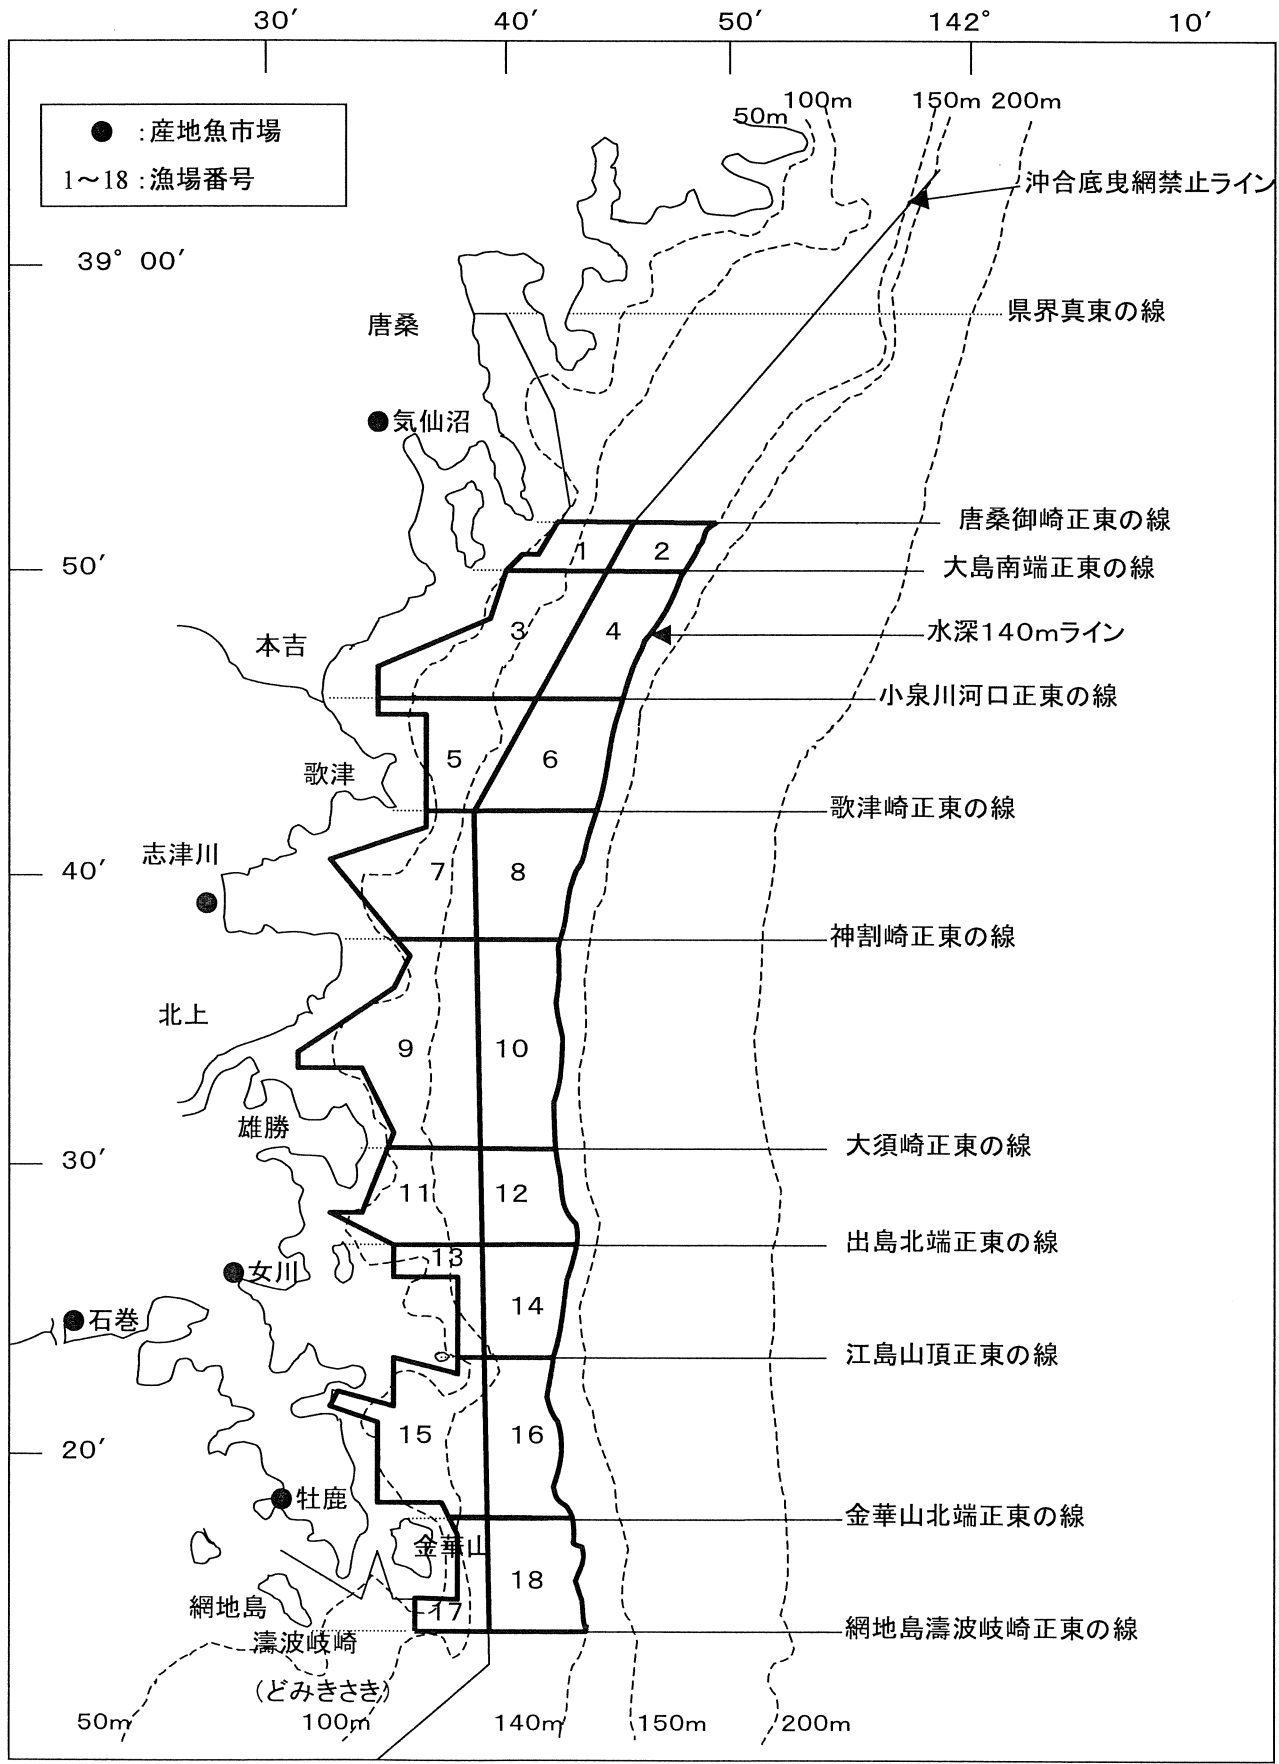 30′ 40′ 50′ 142° 10′
50m 100m 150m 200m
● :産地魚市場
1～18 :漁場番号
沖合底曳網禁止ライン
39° 00′
県界真東の線
唐桑
気仙沼
唐桑御崎正東の線
1 2
50′
大島南端正東の線
3 4
水深140mライン
本吉
小泉川河口正東の線
5 6
歌津
歌津崎正東の線
志津川
40′
7 8
神割崎正東の線
北上
9 10
雄勝
大須崎正東の線
30′
11 12
出島北端正東の線
13
女川
14
石巻
江島山頂正東の線
15 16
20′
牡鹿
金華山北端正東の線
金華山
18
網地島
17
網地島濤波岐崎正東の線
濤波岐崎
(どみきさき)
50m 100m 140m 150m 200m